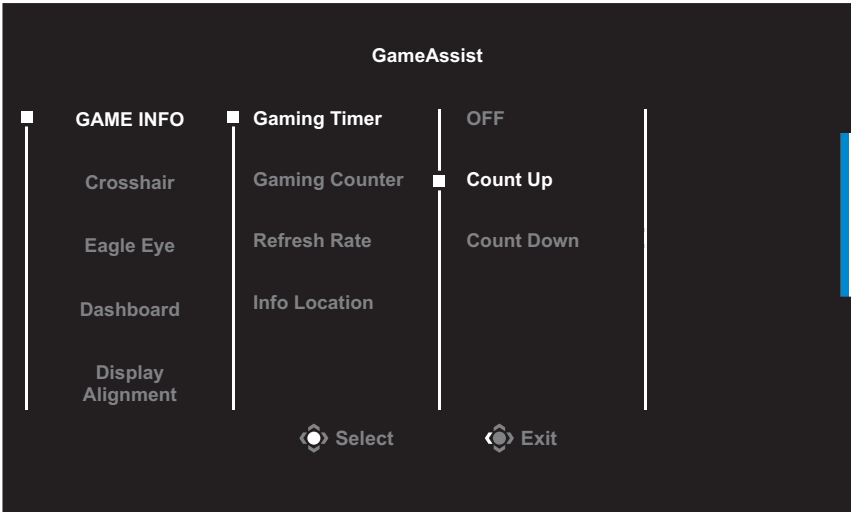 GameAssist
GAME INFO
Crosshair
Eagle Eye
Dashboard
Display
Alignment
Gaming Timer
Gaming Counter
Refresh Rate
Info Location
OFF
Count Up
Count Down
Select
Exit